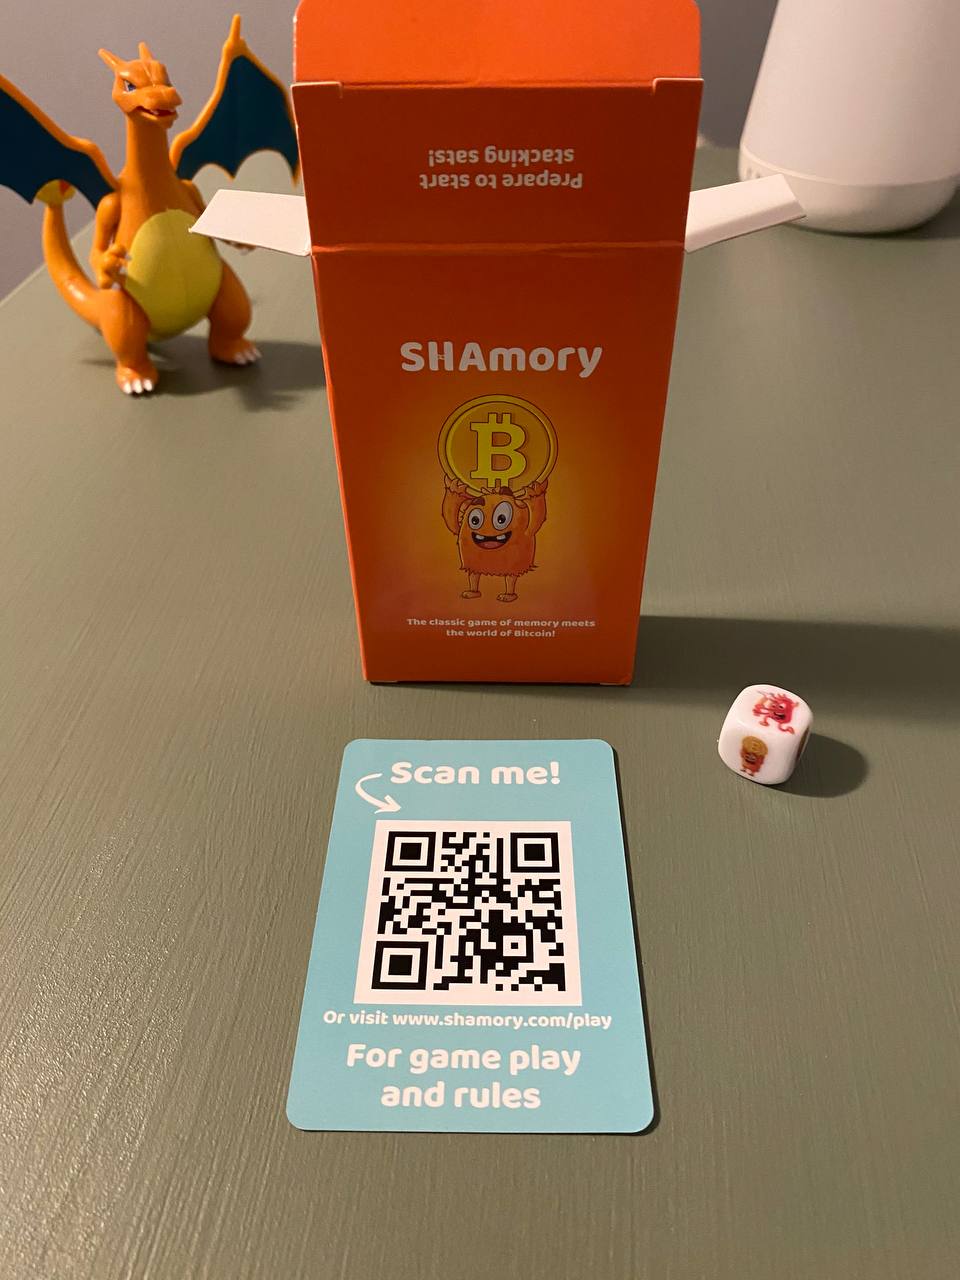 Prepare to start
stacking sats!
SHAmory
The classic game of memory meets
the world of Bitcoin!
Scan me!
Or visit www.shamory.com/play
For game play
and rules